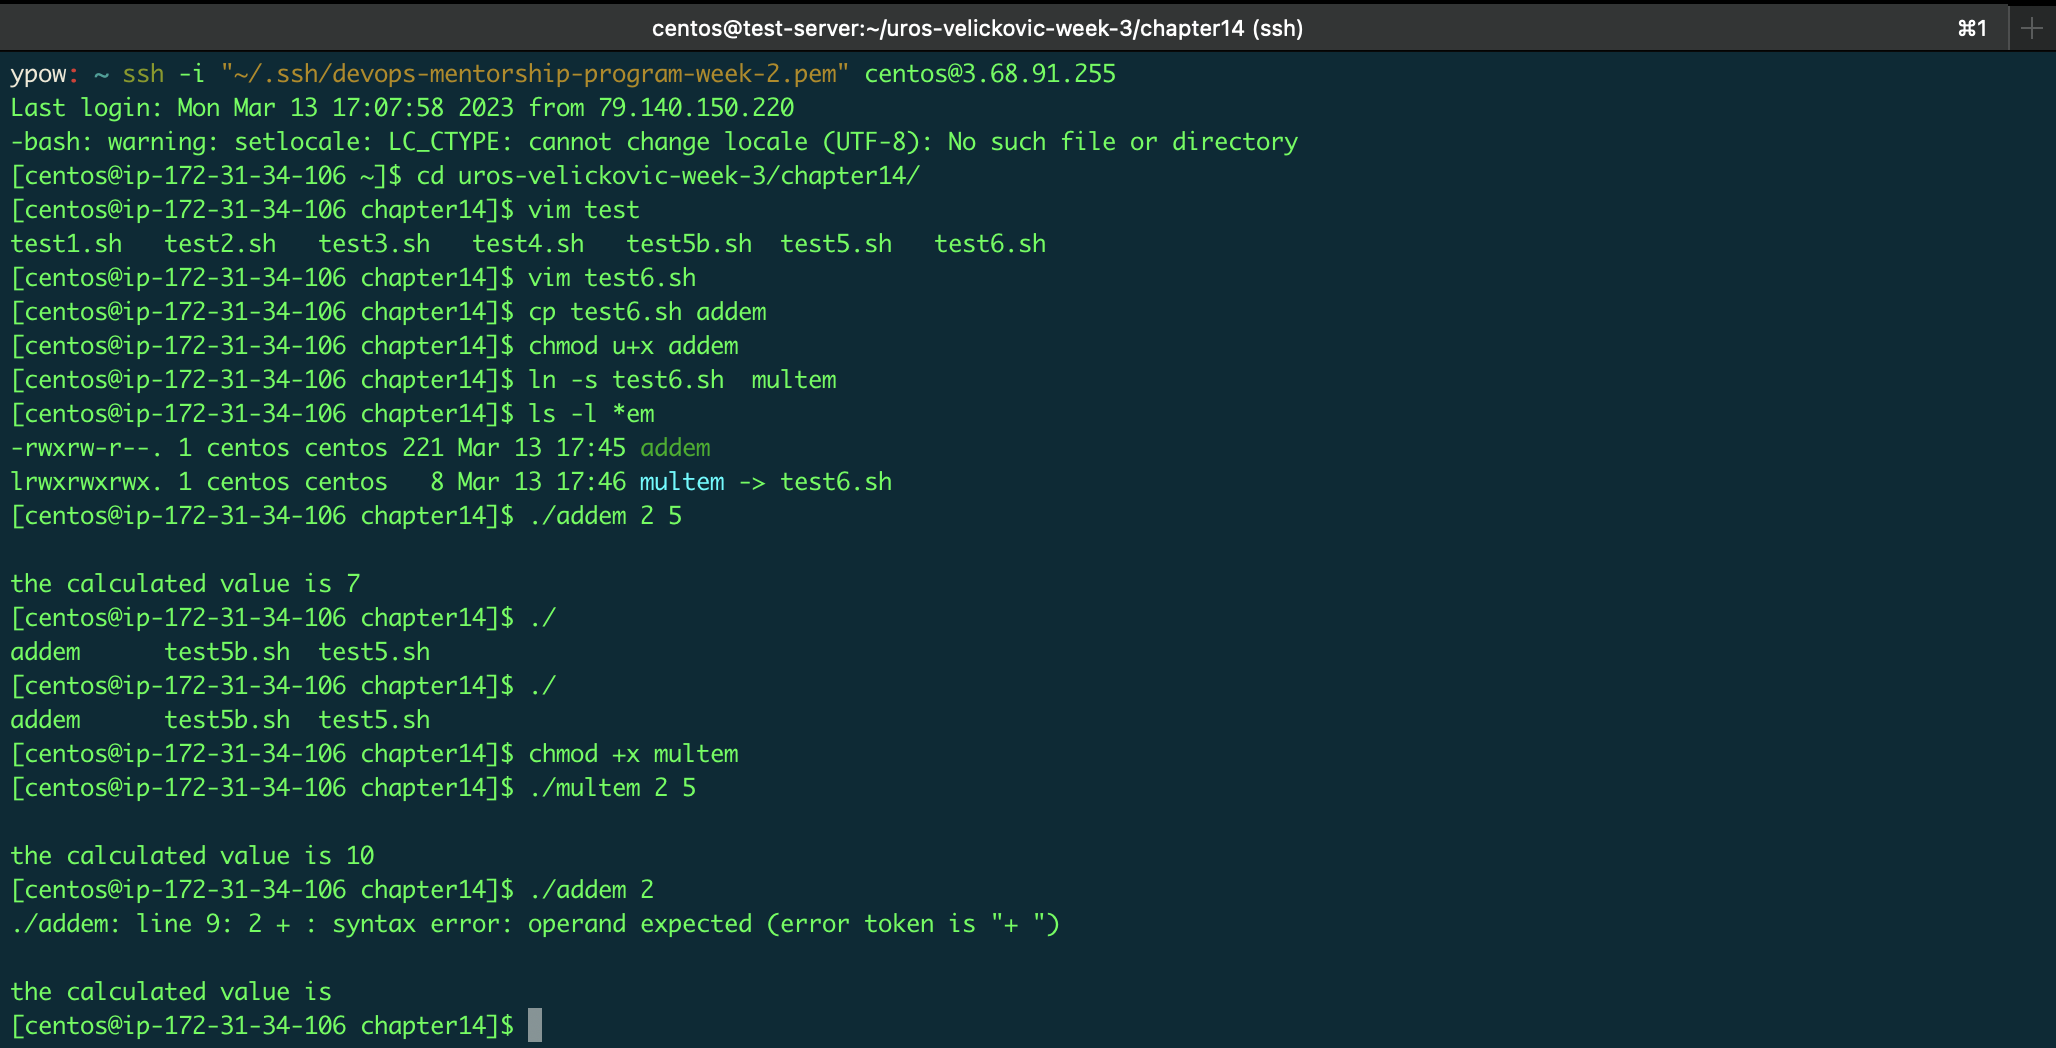 centos@test-server:~/uros-velickovic-week-3/chapter14 (ssh) ⌘1 +
ypow: ~ ssh -i "~/.ssh/devops-mentorship-program-week-2.pem" centos@3.68.91.255
Last login: Mon Mar 13 17:07:58 2023 from 79.140.150.220
-bash: warning: setlocale: LC_CTYPE: cannot change locale (UTF-8): No such file or directory
[centos@ip-172-31-34-106 ~]$ cd uros-velickovic-week-3/chapter14/
[centos@ip-172-31-34-106 chapter14]$ vim test
test1.sh   test2.sh   test3.sh   test4.sh   test5b.sh  test5.sh   test6.sh
[centos@ip-172-31-34-106 chapter14]$ vim test6.sh
[centos@ip-172-31-34-106 chapter14]$ cp test6.sh addem
[centos@ip-172-31-34-106 chapter14]$ chmod u+x addem
[centos@ip-172-31-34-106 chapter14]$ ln -s test6.sh  multem
[centos@ip-172-31-34-106 chapter14]$ ls -l *em
-rwxrw-r--. 1 centos centos 221 Mar 13 17:45 addem
lrwxrwxrwx. 1 centos centos   8 Mar 13 17:46 multem -> test6.sh
[centos@ip-172-31-34-106 chapter14]$ ./addem 2 5
the calculated value is 7
[centos@ip-172-31-34-106 chapter14]$ ./
addem      test5b.sh  test5.sh
[centos@ip-172-31-34-106 chapter14]$ ./
addem      test5b.sh  test5.sh
[centos@ip-172-31-34-106 chapter14]$ chmod +x multem
[centos@ip-172-31-34-106 chapter14]$ ./multem 2 5
the calculated value is 10
[centos@ip-172-31-34-106 chapter14]$ ./addem 2
./addem: line 9: 2 + : syntax error: operand expected (error token is "+ ")
the calculated value is
[centos@ip-172-31-34-106 chapter14]$